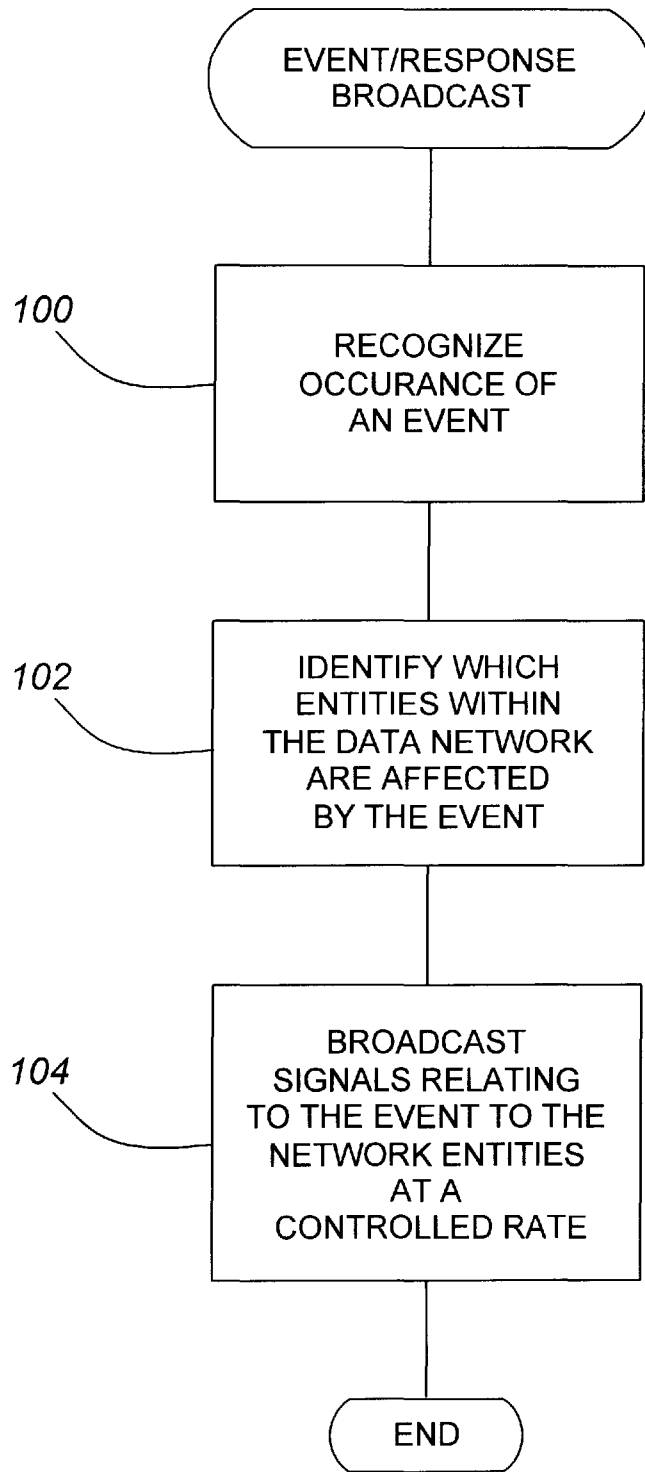 EVENT/RESPONSE
BROADCAST
100
RECOGNIZE
OCCURANCE OF
AN EVENT
102
IDENTIFY WHICH
ENTITIES WITHIN
THE DATA NETWORK
ARE AFFECTED
BY THE EVENT
104
BROADCAST
SIGNALS RELATING
TO THE EVENT TO THE
NETWORK ENTITIES
AT A
CONTROLLED RATE
END